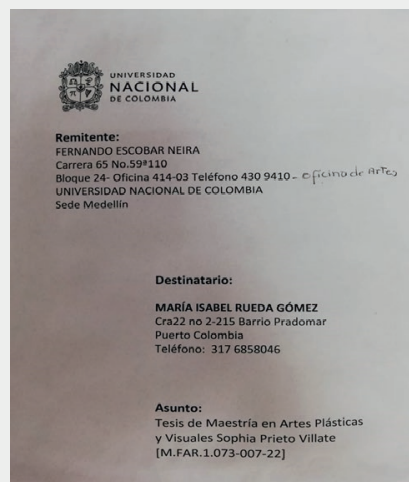 UNIVERSIDAD
NACIONAL
DE COLOMBIA
Remitente:
FERNANDO ESCOBAR NEIRA
Carrera 65 No.59ª110
Bloque 24- Oficina 414-03 Teléfono 430 9410 - oficina de Artes
UNIVERSIDAD NACIONAL DE COLOMBIA
Sede Medellín
Destinatario:
MARÍA ISABEL RUEDA GÓMEZ
Cra22 no 2-215 Barrio Pradomar
Puerto Colombia
Teléfono: 317 6858046
Asunto:
Tesis de Maestría en Artes Plásticas
y Visuales Sophia Prieto Villate
[M.FAR.1.073-007-22]